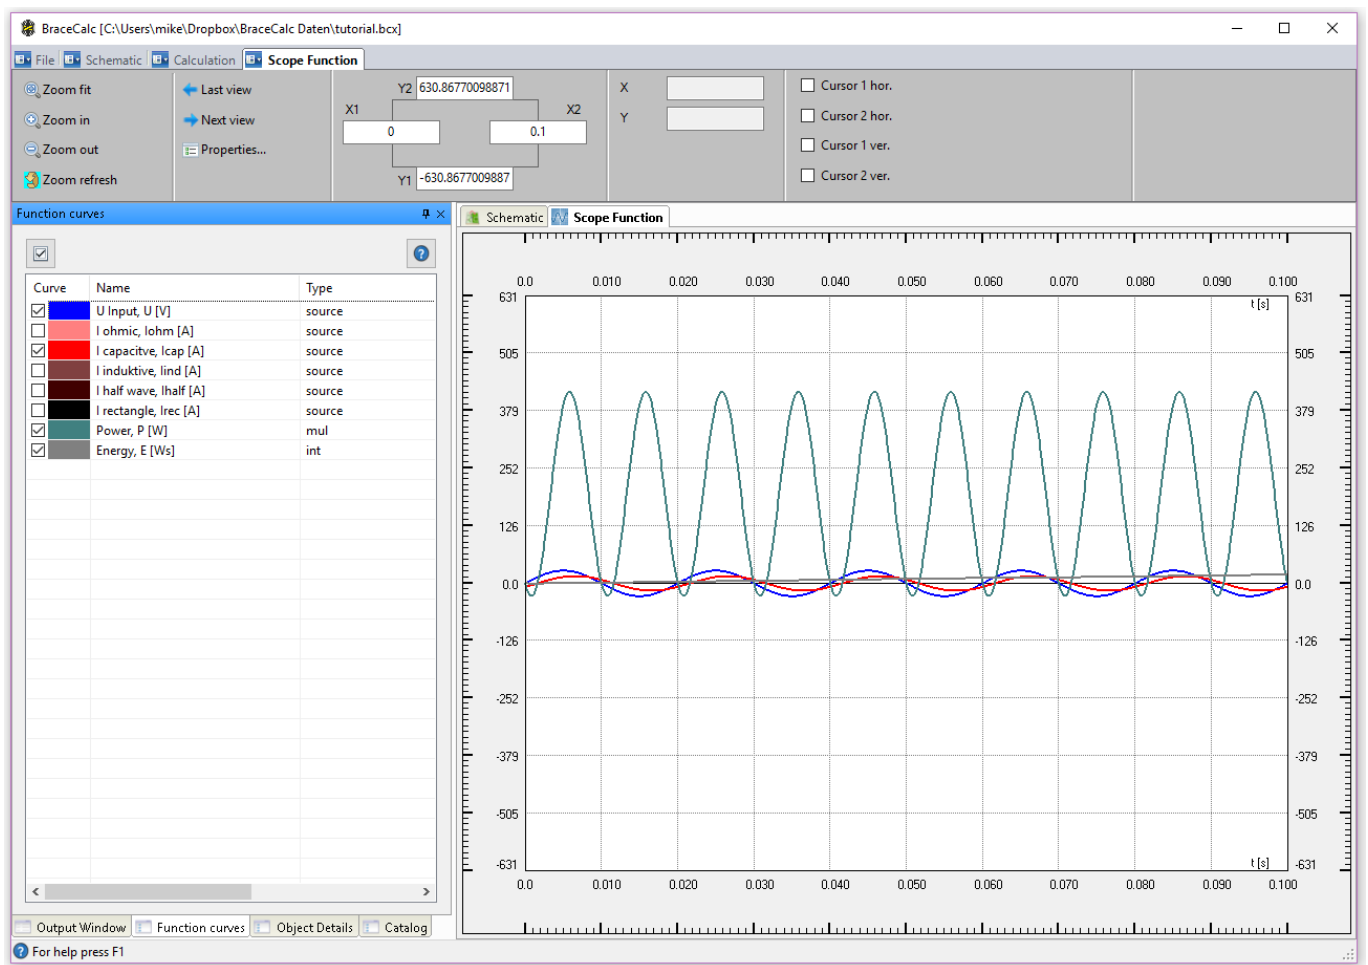 BraceCalc [C:\Users\mike\Dropbox\BraceCalc Daten\tutorial.bcx]
File Schematic Calculation Scope Function
Zoom fit
Zoom in
Zoom out
Zoom refresh
Last view
Next view
Properties...
Y2 630.86770098871
X1 X2
0 0.1
Y1 -630.8677009887
X
Y
Cursor 1 hor.
Cursor 2 hor.
Cursor 1 ver.
Cursor 2 ver.
Function curves
Curve Name Type
U Input, U [V] source
I ohmic, Iohm [A] source
I capacitve, Icap [A] source
I induktive, Iind [A] source
I half wave, Ihalf [A] source
I rectangle, Irec [A] source
Power, P [W] mul
Energy, E [Ws] int
Output Window Function curves Object Details Catalog
Schematic Scope Function
0.0 0.010 0.020 0.030 0.040 0.050 0.060 0.070 0.080 0.090 0.100
631 t [s] 631
505 505
379 379
252 252
126 126
0.0 0.0
-126 -126
-252 -252
-379 -379
-505 -505
-631 t [s] -631
0.0 0.010 0.020 0.030 0.040 0.050 0.060 0.070 0.080 0.090 0.100
For help press F1